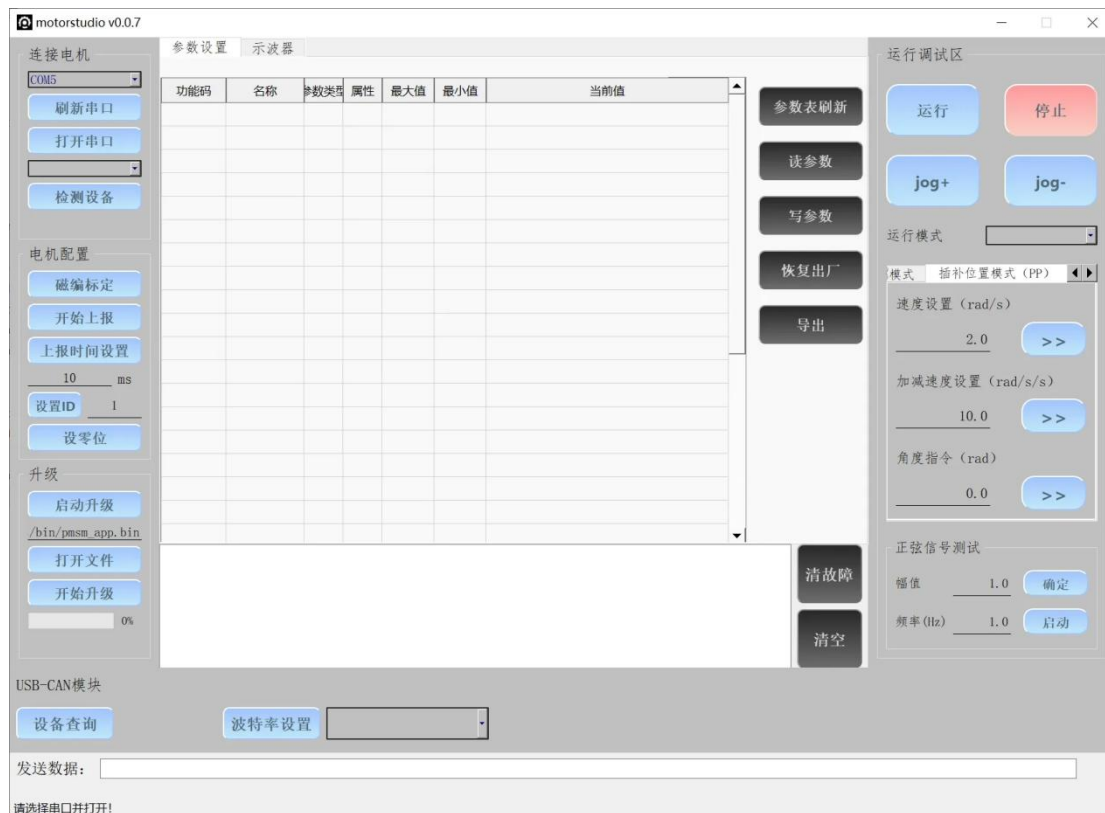 motorstudio v0.0.7
连接电机
COM5
刷新串口
打开串口
检测设备
电机配置
磁编标定
开始上报
上报时间设置
10 ms
设置ID 1
设零位
升级
启动升级
/bin/pmsm_app.bin
打开文件
开始升级
0%
参数设置 示波器
功能码 名称 参数类型 属性 最大值 最小值 当前值
参数表刷新
读参数
写参数
恢复出厂
导出
清故障
清空
运行调试区
运行 停止
jog+ jog-
运行模式
模式 插补位置模式（PP）
速度设置（rad/s）
2.0 >>
加减速度设置（rad/s/s）
10.0 >>
角度指令（rad）
0.0 >>
正弦信号测试
幅值 1.0 确定
频率(Hz) 1.0 启动
USB-CAN模块
设备查询 波特率设置
发送数据:
请选择串口并打开!